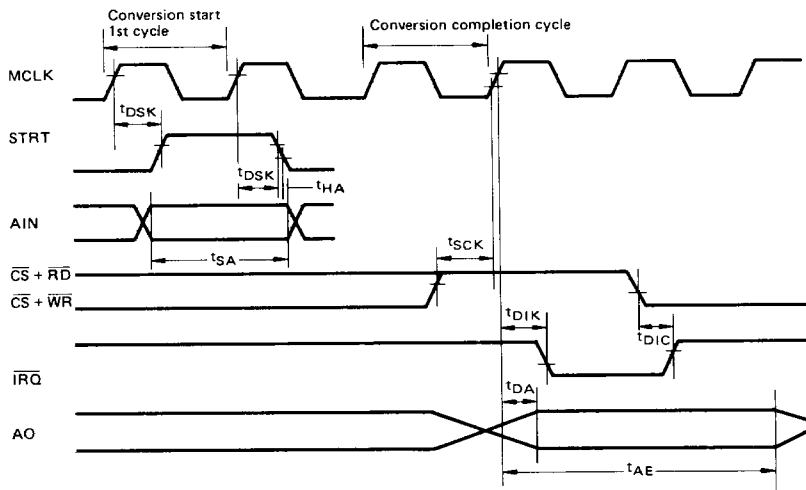 Conversion start
1st cycle
Conversion completion cycle
MCLK
tDSK
STRT
tDSK
tHA
AIN
tSA
tSCK
CS + RD
CS + WR
tDIK
tDIC
IRQ
tDA
AO
tAE